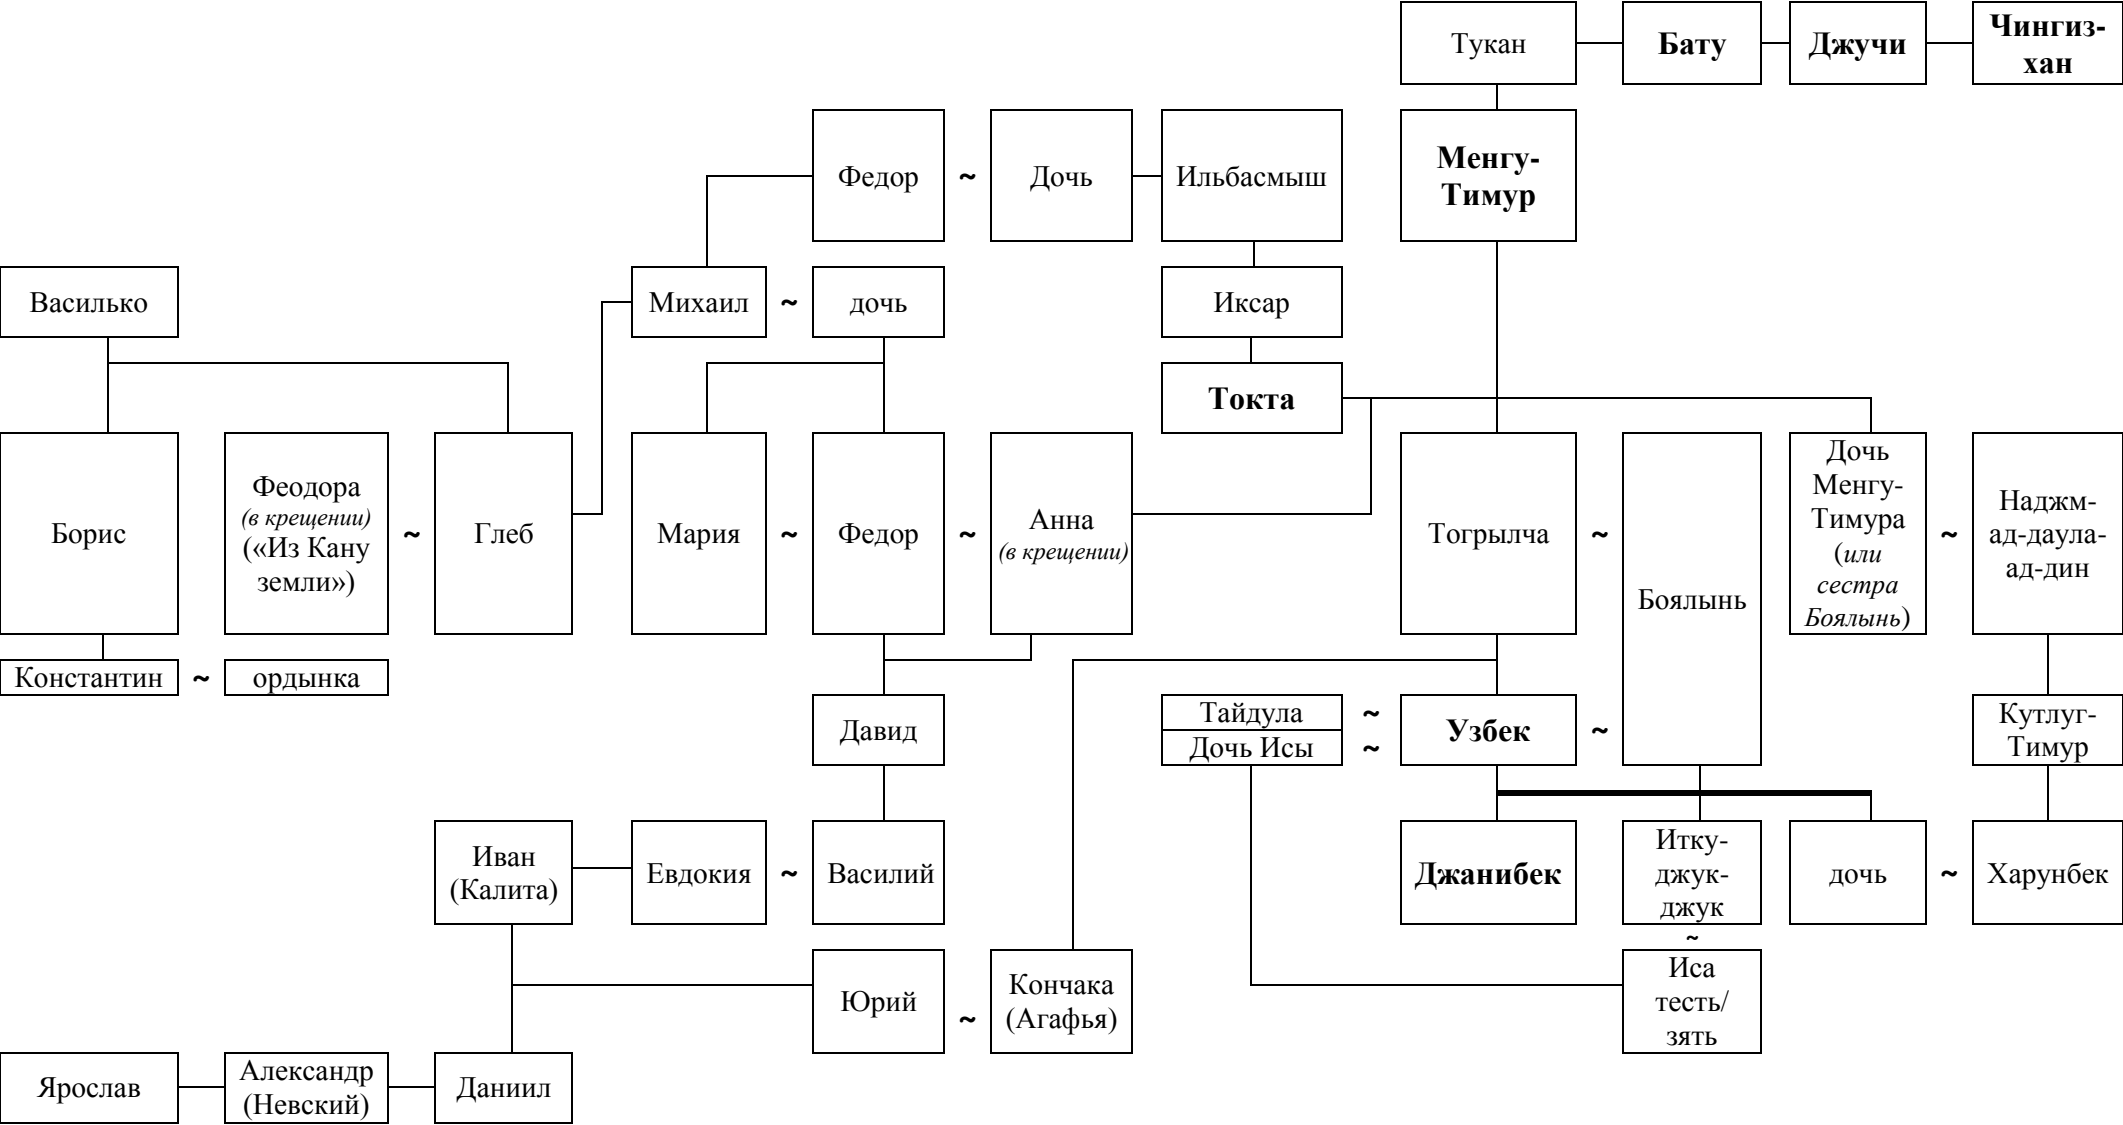 Тукан
Бату
Джучи
Чингиз-
хан
Федор
~
Дочь
Ильбасмыш
Менгу-
Тимур
Василько
Михаил
~
дочь
Иксар
Токта
Борис
Феодора
(в крещении)
(«Из Кану
земли»)
~
Глеб
Мария
~
Федор
~
Анна
(в крещении)
Тогрылча
~
Боялынь
Дочь
Менгу-
Тимура
(или
сестра
Боялынь)
~
Наджм-
ад-даула-
ад-дин
Константин
~
ордынка
Давид
Тайдула
~
Дочь Исы
~
Узбек
~
Кутлуг-
Тимур
Иван
(Калита)
Евдокия
~
Василий
Джанибек
Итку-
джук-
джук
~
дочь
~
Харунбек
Юрий
~
Кончака
(Агафья)
Иса
тесть/
зять
Ярослав
Александр
(Невский)
Даниил